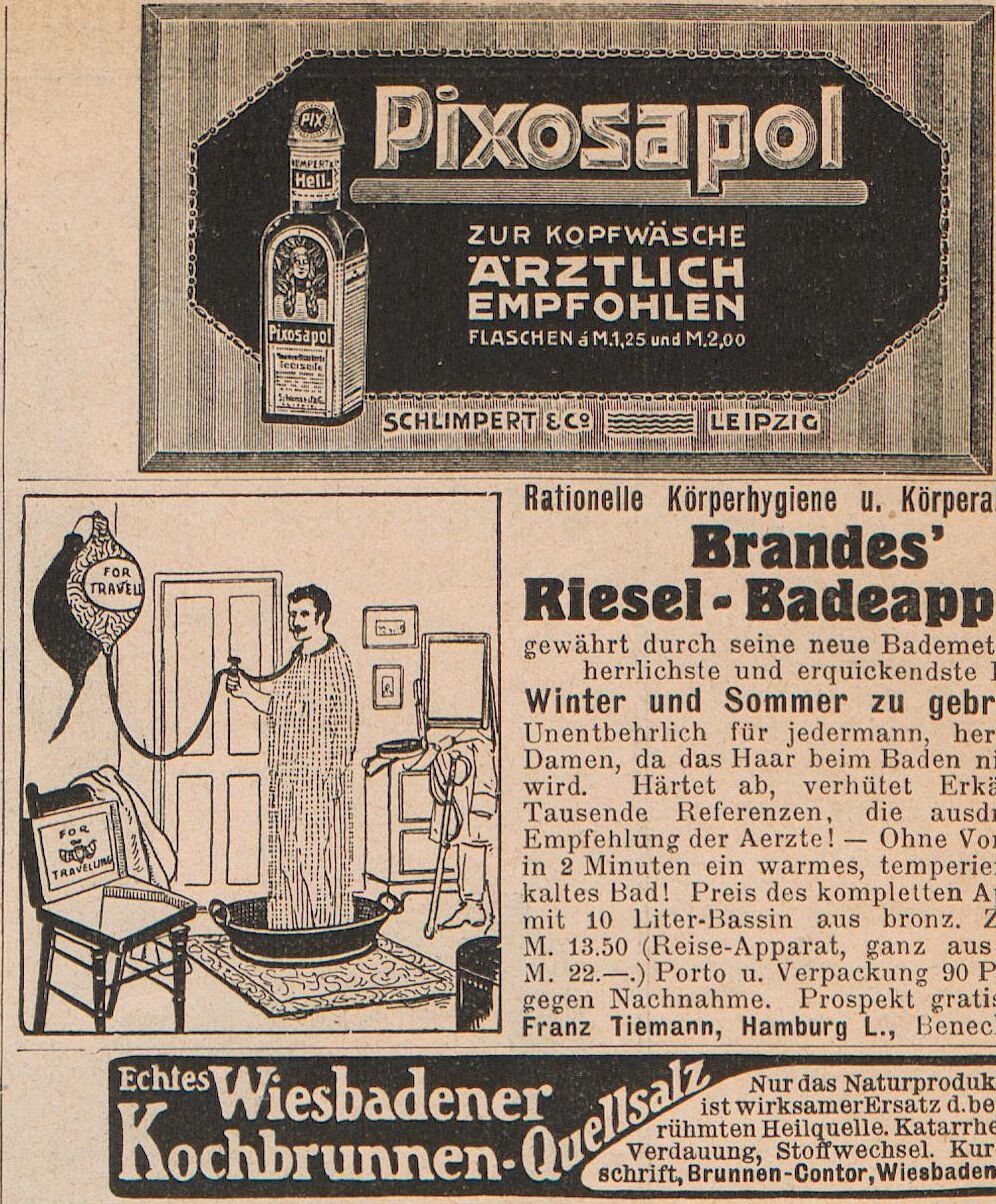 Pixosapol
PIX
Hell.
ZUR KOPFWÄSCHE
ÄRZTLICH
EMPFOHLEN
FLASCHEN á M.1,25 und M.2,00
Pixosapol
Teerseife
SCHLIMPERT & Co LEIPZIG
FOR
TRAVELL
FOR
TRAVELLING
Rationelle Körperhygiene u. Körpera
Brandes’
Riesel-Badeapp
gewährt durch seine neue Bademet
herrlichste und erquickendste
Winter und Sommer zu gebr
Unentbehrlich für jedermann, her
Damen, da das Haar beim Baden ni
wird. Härtet ab, verhütet Erkä
Tausende Referenzen, die ausdr
Empfehlung der Aerzte! — Ohne Vor
in 2 Minuten ein warmes, temperie
kaltes Bad! Preis des kompletten A
mit 10 Liter-Bassin aus bronz. Z
M. 13.50 (Reise-Apparat, ganz aus
M. 22.—.) Porto u. Verpackung 90 P
gegen Nachnahme. Prospekt gratis
Franz Tiemann, Hamburg L., Benec
Echtes Wiesbadener
Kochbrunnen-Quellsalz
Nur das Naturproduk
ist wirksamer Ersatz d. be
rühmten Heilquelle. Katarrhe
Verdauung, Stoffwechsel. Kur
schrift, Brunnen-Contor, Wiesbaden